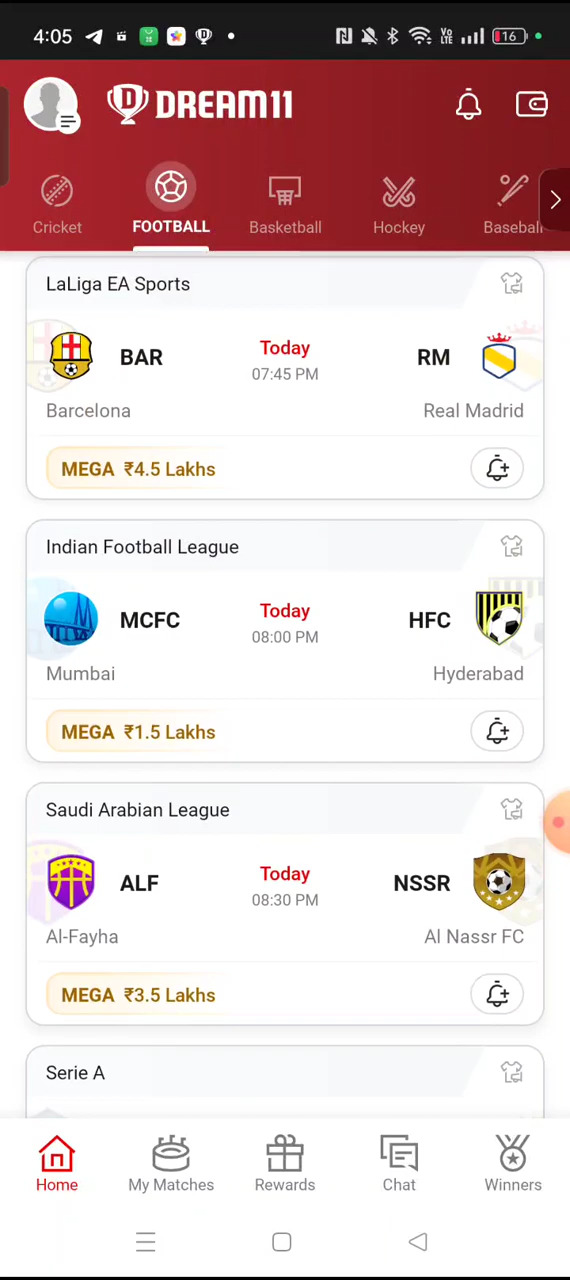 4:05
VO LTE
16
DREAM11
Cricket
FOOTBALL
Basketball
Hockey
Baseball
LaLiga EA Sports
BAR
Today
RM
07:45 PM
Barcelona
Real Madrid
MEGA ₹4.5 Lakhs
Indian Football League
MCFC
Today
HFC
08:00 PM
Mumbai
Hyderabad
MEGA ₹1.5 Lakhs
Saudi Arabian League
ALF
Today
NSSR
08:30 PM
Al-Fayha
Al Nassr FC
MEGA ₹3.5 Lakhs
Serie A
Home
My Matches
Rewards
Chat
Winners